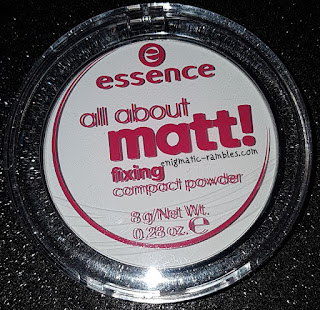 e
essence
all about
matt!
enigmatic-rambles.com
fixing
compact powder
8 g/Net Wt.
0.28 oz. ℮